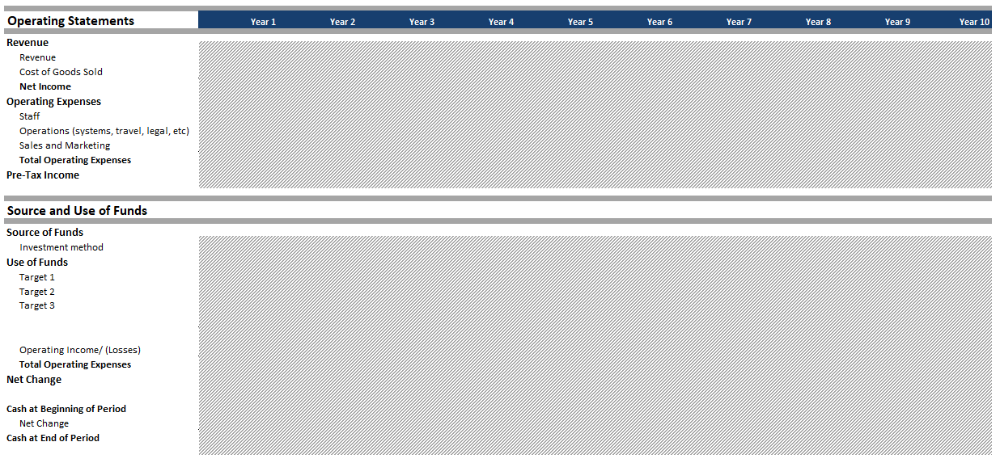 Operating Statements Year 1 Year 2 Year 3 Year 4 Year 5 Year 6 Year 7 Year 8 Year 9 Year 10
Revenue
Revenue
Cost of Goods Sold
Net Income
Operating Expenses
Staff
Operations (systems, travel, legal, etc)
Sales and Marketing
Total Operating Expenses
Pre-Tax Income
Source and Use of Funds
Source of Funds
Investment method
Use of Funds
Target 1
Target 2
Target 3
Operating Income/ (Losses)
Total Operating Expenses
Net Change
Cash at Beginning of Period
Net Change
Cash at End of Period